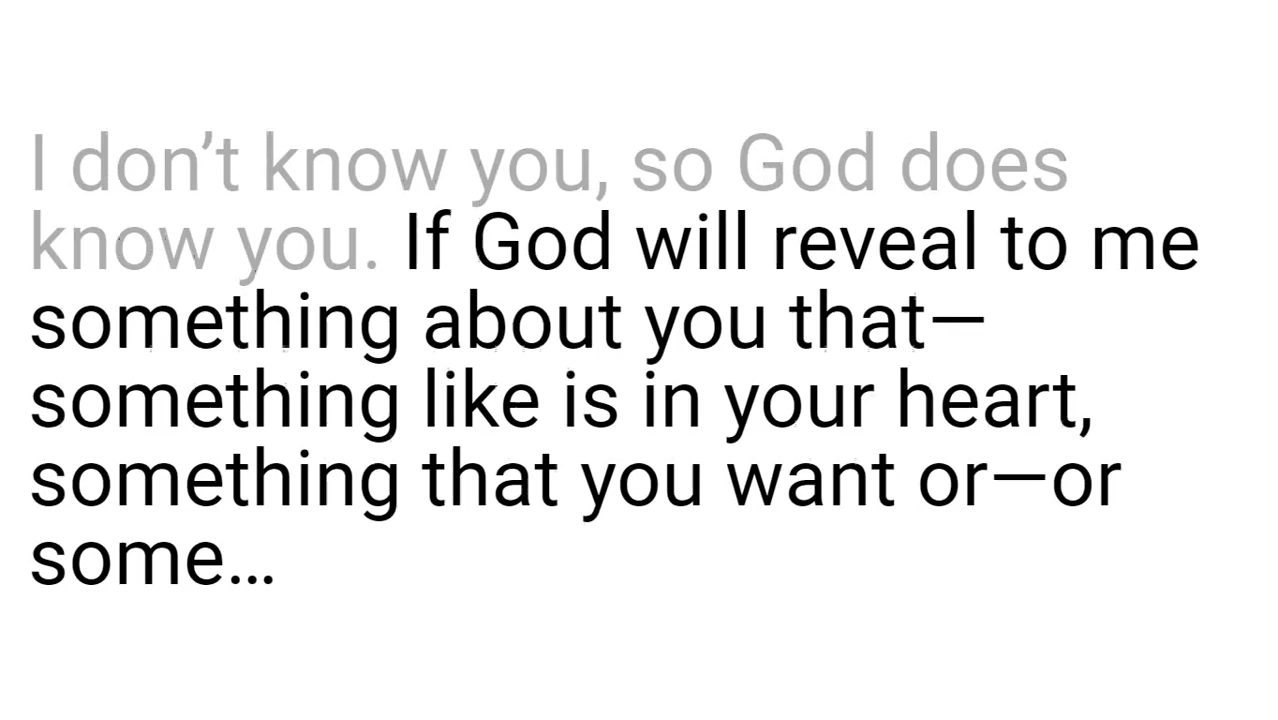 I don’t know you, so God does
know you. If God will reveal to me
something about you that—
something like is in your heart,
something that you want or—or
some…